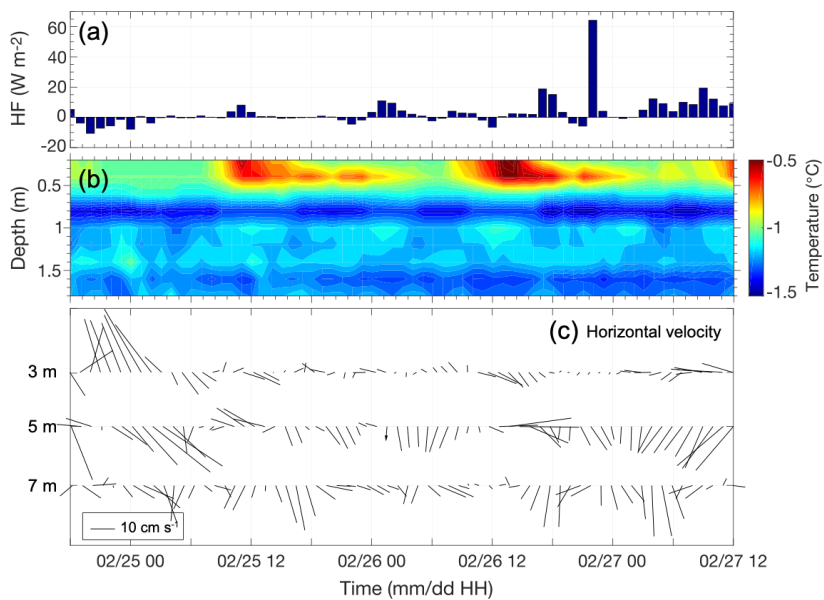 (a)
HF (W m-2)
60
40
20
0
-20
(b)
Depth (m)
0.5
1
1.5
-0.5
-1
-1.5
Temperature (°C)
(c) Horizontal velocity
3 m
5 m
7 m
10 cm s-1
02/25 00
02/25 12
02/26 00
02/26 12
02/27 00
02/27 12
Time (mm/dd HH)